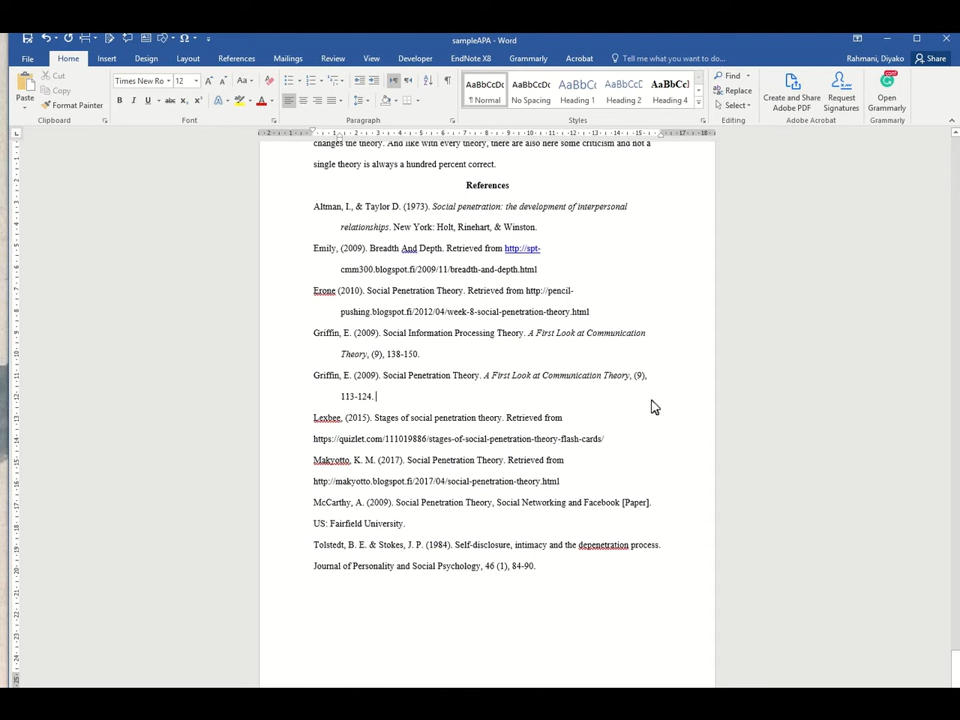 sampleAPA - Word
File Home Insert Design Layout References Mailings Review View Developer EndNote X8 Grammarly Acrobat Tell me what you want to do... Rahmani, Diyako Share
Paste Cut Copy Format Painter
Times New Ro 12 A A Aa
B I U abc X₂ X² A A
AaBbCcDc AaBbCcDc AaBbCc AaBbCcD AaBbCcI
¶ Normal No Spacing Heading 1 Heading 2 Heading 4
Find Replace Select
Create and Share Adobe PDF Request Signatures Open Grammarly
Clipboard Font Paragraph Styles Editing Adobe Acrobat Grammarly
changes the theory. And like with every theory, there are also here some criticism and not a
single theory is always a hundred percent correct.
References
Altman, I., & Taylor D. (1973). Social penetration: the development of interpersonal
relationships. New York: Holt, Rinehart, & Winston.
Emily, (2009). Breadth And Depth. Retrieved from http://spt-
cmm300.blogspot.fi/2009/11/breadth-and-depth.html
Erone (2010). Social Penetration Theory. Retrieved from http://pencil-
pushing.blogspot.fi/2012/04/week-8-social-penetration-theory.html
Griffin, E. (2009). Social Information Processing Theory. A First Look at Communication
Theory, (9), 138-150.
Griffin, E. (2009). Social Penetration Theory. A First Look at Communication Theory, (9),
113-124.
Lexbee, (2015). Stages of social penetration theory. Retrieved from
https://quizlet.com/111019886/stages-of-social-penetration-theory-flash-cards/
Makyotto, K. M. (2017). Social Penetration Theory. Retrieved from
http://makyotto.blogspot.fi/2017/04/social-penetration-theory.html
McCarthy, A. (2009). Social Penetration Theory, Social Networking and Facebook [Paper].
US: Fairfield University.
Tolstedt, B. E. & Stokes, J. P. (1984). Self-disclosure, intimacy and the depenetration process.
Journal of Personality and Social Psychology, 46 (1), 84-90.